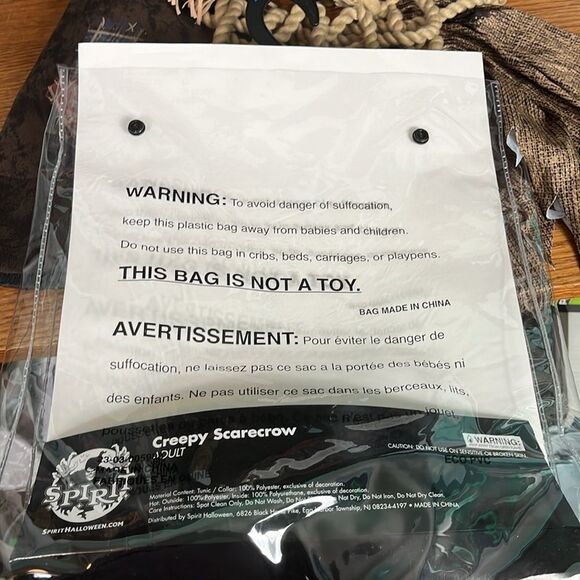 WARNING: To avoid danger of suffocation,
keep this plastic bag away from babies and children.
Do not use this bag in cribs, beds, carriages, or playpens.
THIS BAG IS NOT A TOY.
BAG MADE IN CHINA
AVERTISSEMENT: Pour éviter le danger de
suffocation, ne laissez pas ce sac a la portée des bébés ni
des enfants. Ne pas utiliser ce sac dans les berceaux, lits,
jouet
Creepy Scarecrow
ADULT
MADE IN CHINA
SPIRIT
SPIRITHALLOWEEN.COM
WARNING:
CAUTION: DO NOT USE ON SENSITIVE OR BROKEN SKIN.
ECO PVC
Material Content: Tunic / Collar: 100% Polyester, exclusive of decoration.
Hat: Outside: 100% Polyester, Inside: 100% Polyurethane, exclusive of decoration.
Care Instructions: Spot Clean Only, Do Not Wash, Do Not Dry, Do Not Iron, Do Not Dry Clean.
Distributed by Spirit Halloween, 6826 Black Horse Pike, Egg Harbor Township, NJ 08234-4197 • MADE IN CHINA